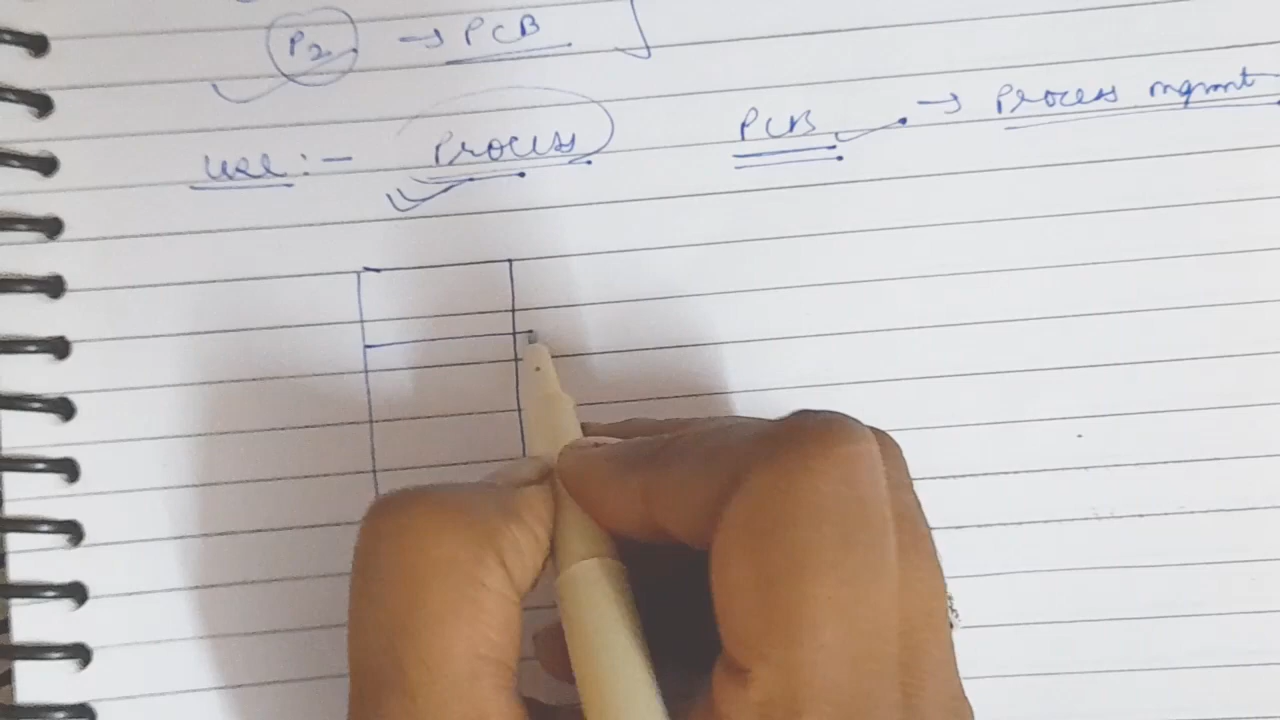 P2 → PCB
use :- Process PCB → Process mgmt